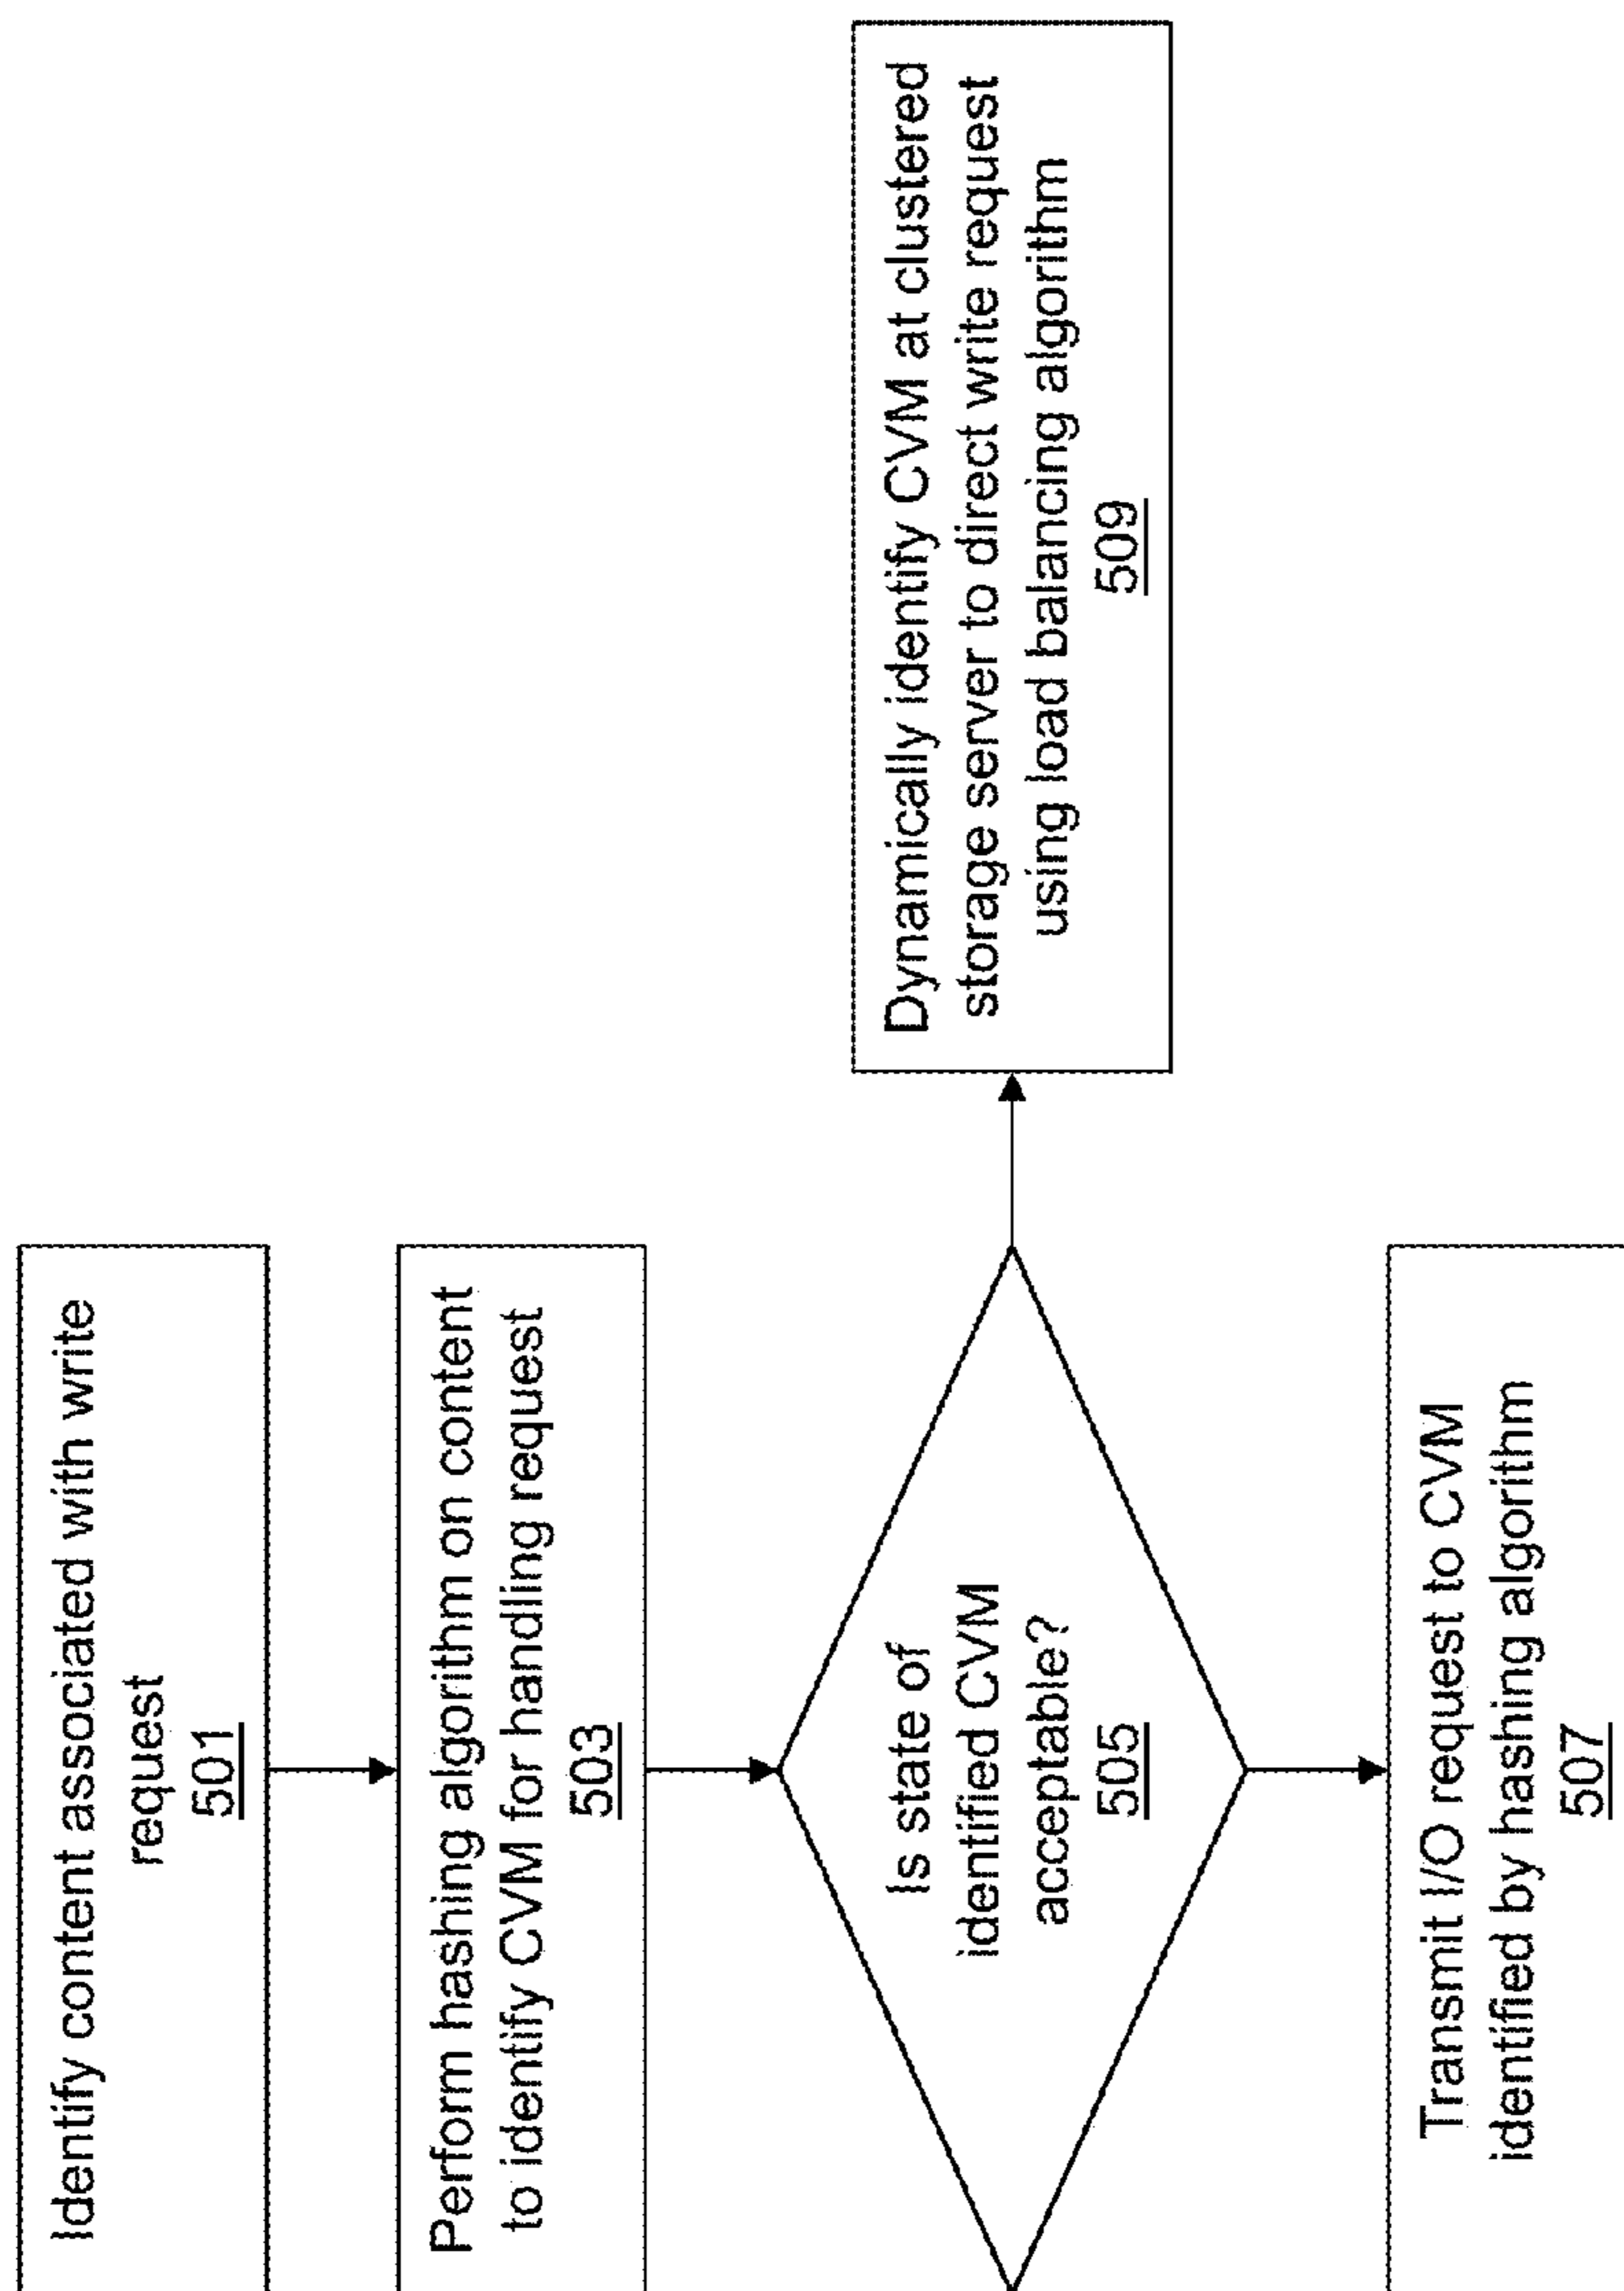 Identify content associated with write
request
501
Perform hashing algorithm on content
to identify CVM for handling request
503
Is state of
identified CVM
acceptable?
505
Dynamically identify CVM at clustered
storage server to direct write request
using load balancing algorithm
509
Transmit I/O request to CVM
identified by hashing algorithm
507